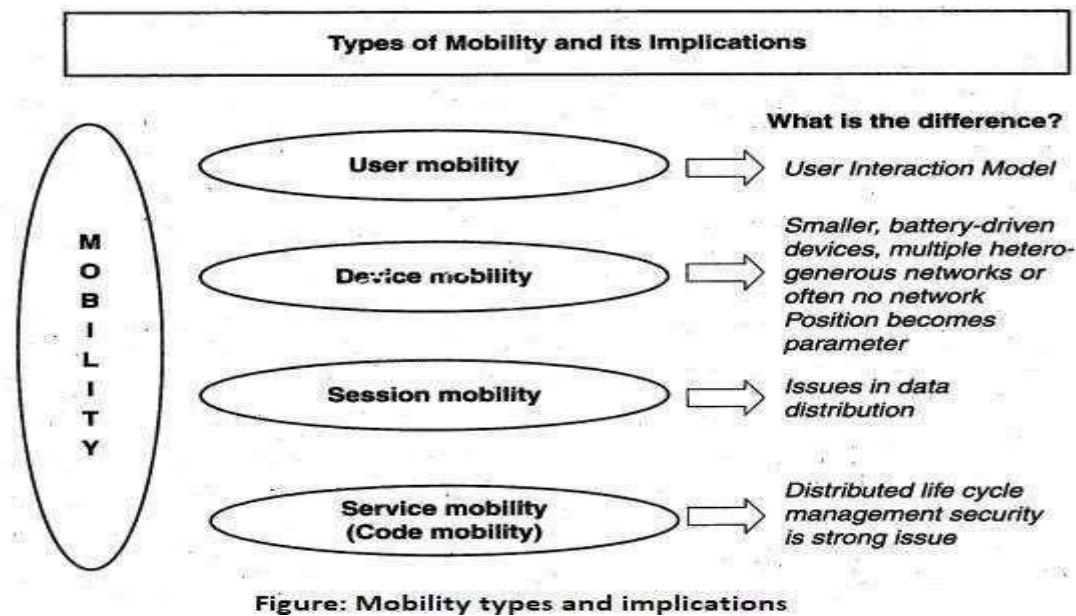 Types of Mobility and its Implications
What is the difference?
MOBILITY
User mobility
User Interaction Model
Device mobility
Smaller, battery-driven
devices, multiple hetero-
generous networks or
often no network
Position becomes
parameter
Session mobility
Issues in data
distribution
Service mobility
(Code mobility)
Distributed life cycle
management security
is strong issue
Figure: Mobility types and implications